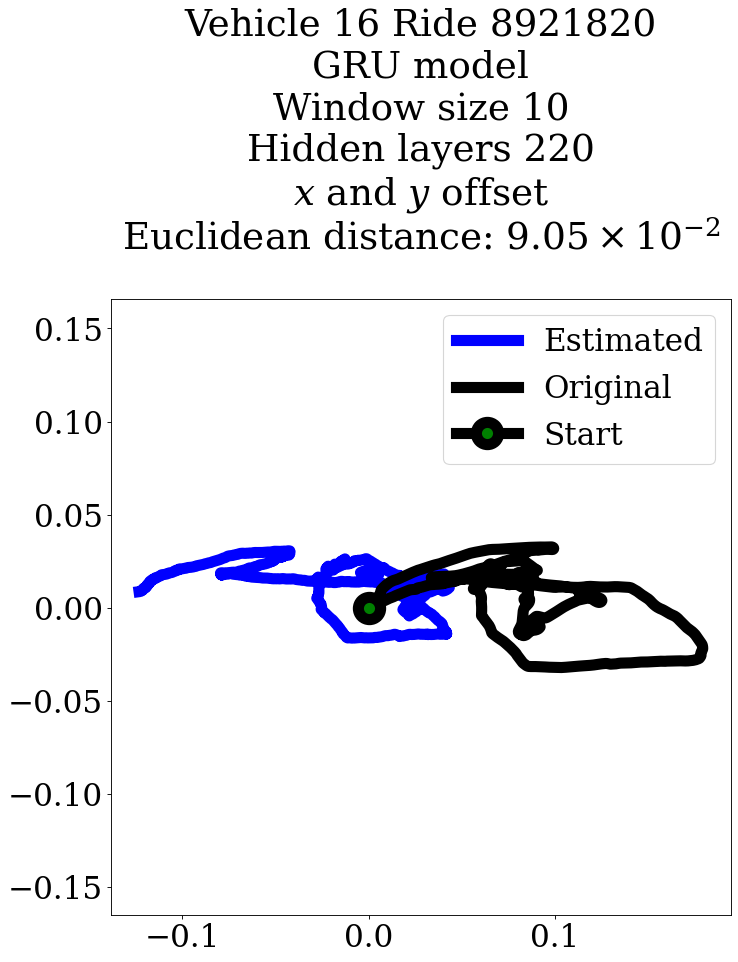 Vehicle 16 Ride 8921820
GRU model
Window size 10
Hidden layers 220
x and y offset
Euclidean distance: 9.05 × 10⁻²
Estimated
Original
Start
0.15
0.10
0.05
0.00
−0.05
−0.10
−0.15
−0.1 0.0 0.1